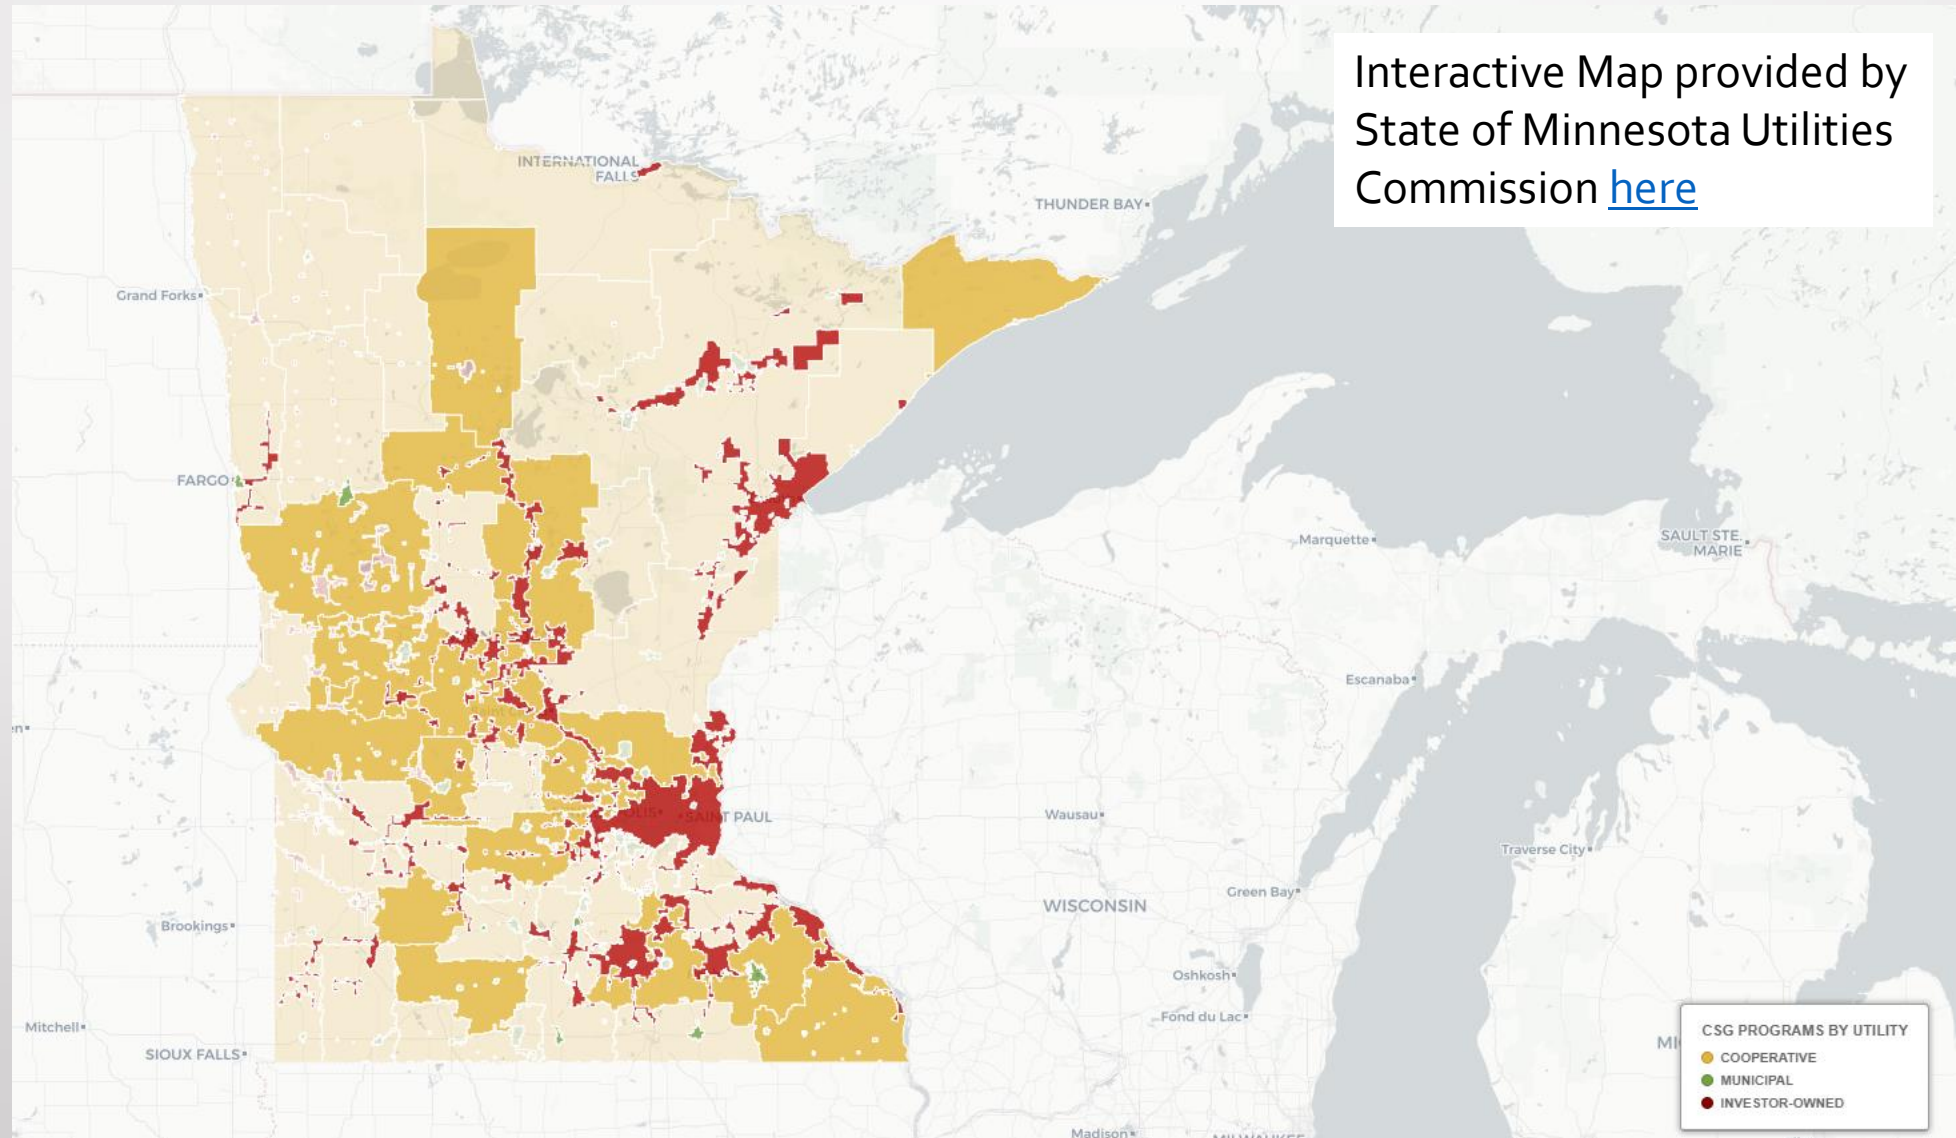 Interactive Map provided by
State of Minnesota Utilities
Commission here
INTERNATIONAL
FALLS
THUNDER BAY
Grand Forks
FARGO
Marquette
SAULT STE.
MARIE
Escanaba
SAINT PAUL
Wausau
Traverse City
Green Bay
WISCONSIN
Brookings
Oshkosh
Fond du Lac
Mitchell
SIOUX FALLS
Madison
CSG PROGRAMS BY UTILITY
COOPERATIVE
MUNICIPAL
INVESTOR-OWNED